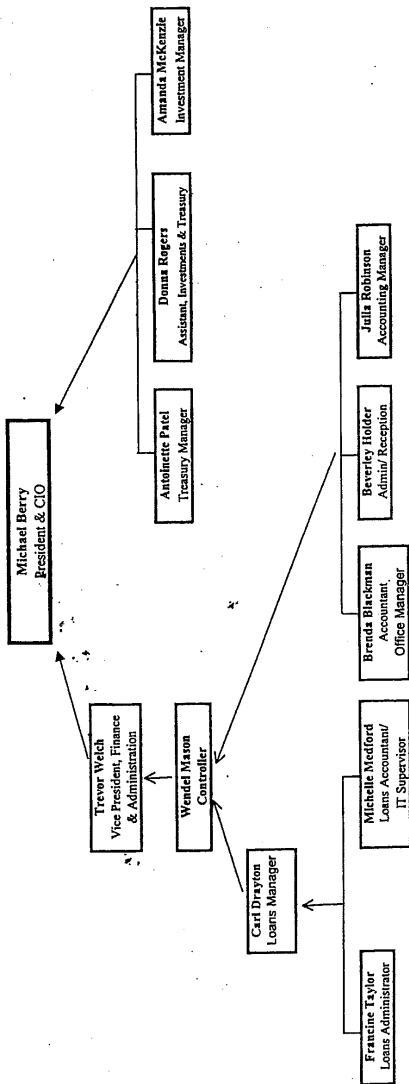 Michael Berry
President & CIO
Trevor Welch
Vice President, Finance
& Administration
Wendel Mason
Controller
Carl Drayton
Loans Manager
Antoinette Patel
Treasury Manager
Donna Rogers
Assistant, Investments & Treasury
Amanda McKenzie
Investment Manager
Francine Taylor
Loans Administrator
Michelle Medford
Loans Accountant/
IT Supervisor
Brenda Blackman
Accountant
Office Manager
Beverley Holder
Admin/ Reception
Julia Robinson
Accounting Manager